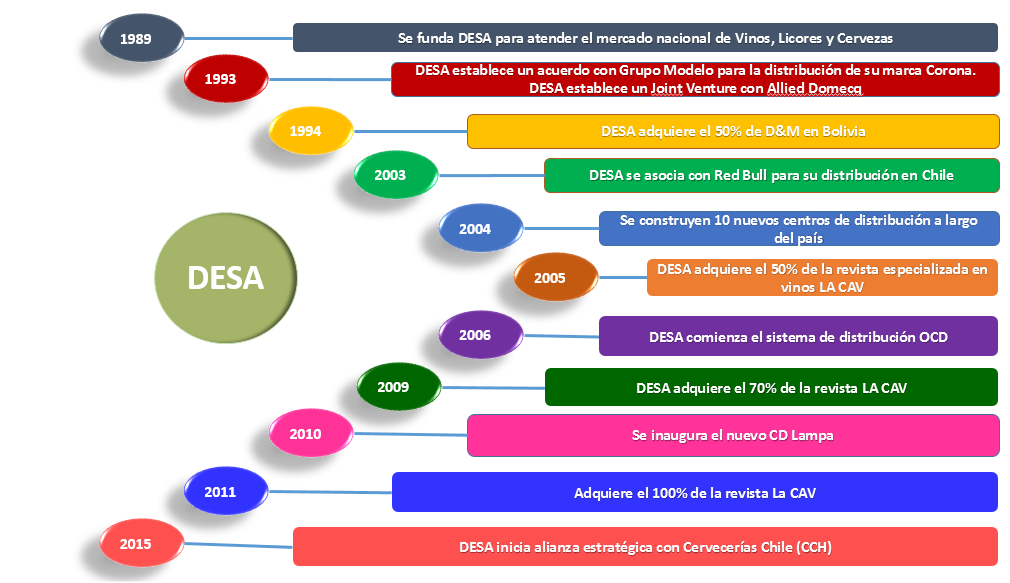 1989
Se funda DESA para atender el mercado nacional de Vinos, Licores y Cervezas
1993
DESA establece un acuerdo con Grupo Modelo para la distribución de su marca Corona.
DESA establece un Joint Venture con Allied Domecq
1994
DESA adquiere el 50% de D&M en Bolivia
2003
DESA se asocia con Red Bull para su distribución en Chile
2004
Se construyen 10 nuevos centros de distribución a largo
del país
2005
DESA adquiere el 50% de la revista especializada en
vinos LA CAV
DESA
2006
DESA comienza el sistema de distribución OCD
2009
DESA adquiere el 70% de la revista LA CAV
2010
Se inaugura el nuevo CD Lampa
2011
Adquiere el 100% de la revista La CAV
2015
DESA inicia alianza estratégica con Cervecerías Chile (CCH)